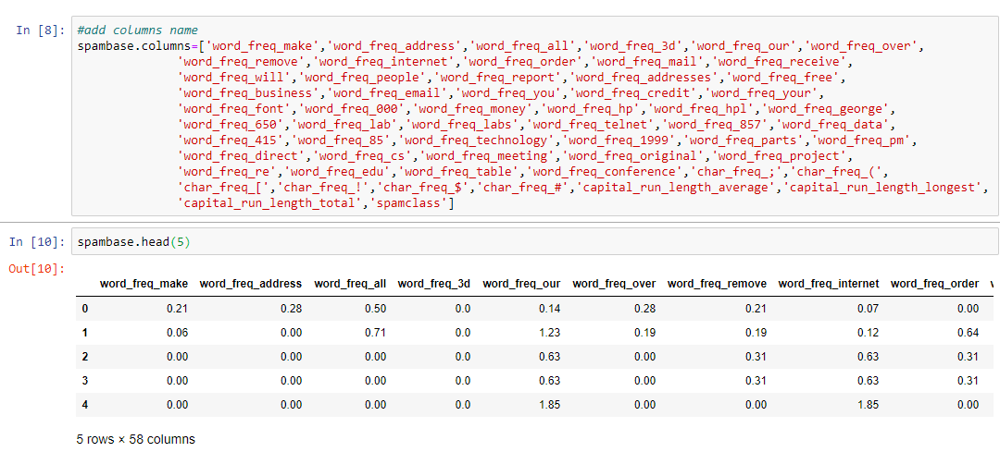 In [8]: #add columns name
spambase.columns=['word_freq_make','word_freq_address','word_freq_all','word_freq_3d','word_freq_our','word_freq_over',
'word_freq_remove','word_freq_internet','word_freq_order','word_freq_mail','word_freq_receive',
'word_freq_will','word_freq_people','word_freq_report','word_freq_addresses','word_freq_free',
'word_freq_business','word_freq_email','word_freq_you','word_freq_credit','word_freq_your',
'word_freq_font','word_freq_000','word_freq_money','word_freq_hp','word_freq_hpl','word_freq_george',
'word_freq_650','word_freq_lab','word_freq_labs','word_freq_telnet','word_freq_857','word_freq_data',
'word_freq_415','word_freq_85','word_freq_technology','word_freq_1999','word_freq_parts','word_freq_pm',
'word_freq_direct','word_freq_cs','word_freq_meeting','word_freq_original','word_freq_project',
'word_freq_re','word_freq_edu','word_freq_table','word_freq_conference','char_freq_;','char_freq_(',
'char_freq_[','char_freq_!','char_freq_$','char_freq_#','capital_run_length_average','capital_run_length_longest',
'capital_run_length_total','spamclass']
In [10]: spambase.head(5)
Out[10]:
word_freq_make word_freq_address word_freq_all word_freq_3d word_freq_our word_freq_over word_freq_remove word_freq_internet word_freq_order
0 0.21 0.28 0.50 0.0 0.14 0.28 0.21 0.07 0.00
1 0.06 0.00 0.71 0.0 1.23 0.19 0.19 0.12 0.64
2 0.00 0.00 0.00 0.0 0.63 0.00 0.31 0.63 0.31
3 0.00 0.00 0.00 0.0 0.63 0.00 0.31 0.63 0.31
4 0.00 0.00 0.00 0.0 1.85 0.00 0.00 1.85 0.00
5 rows × 58 columns